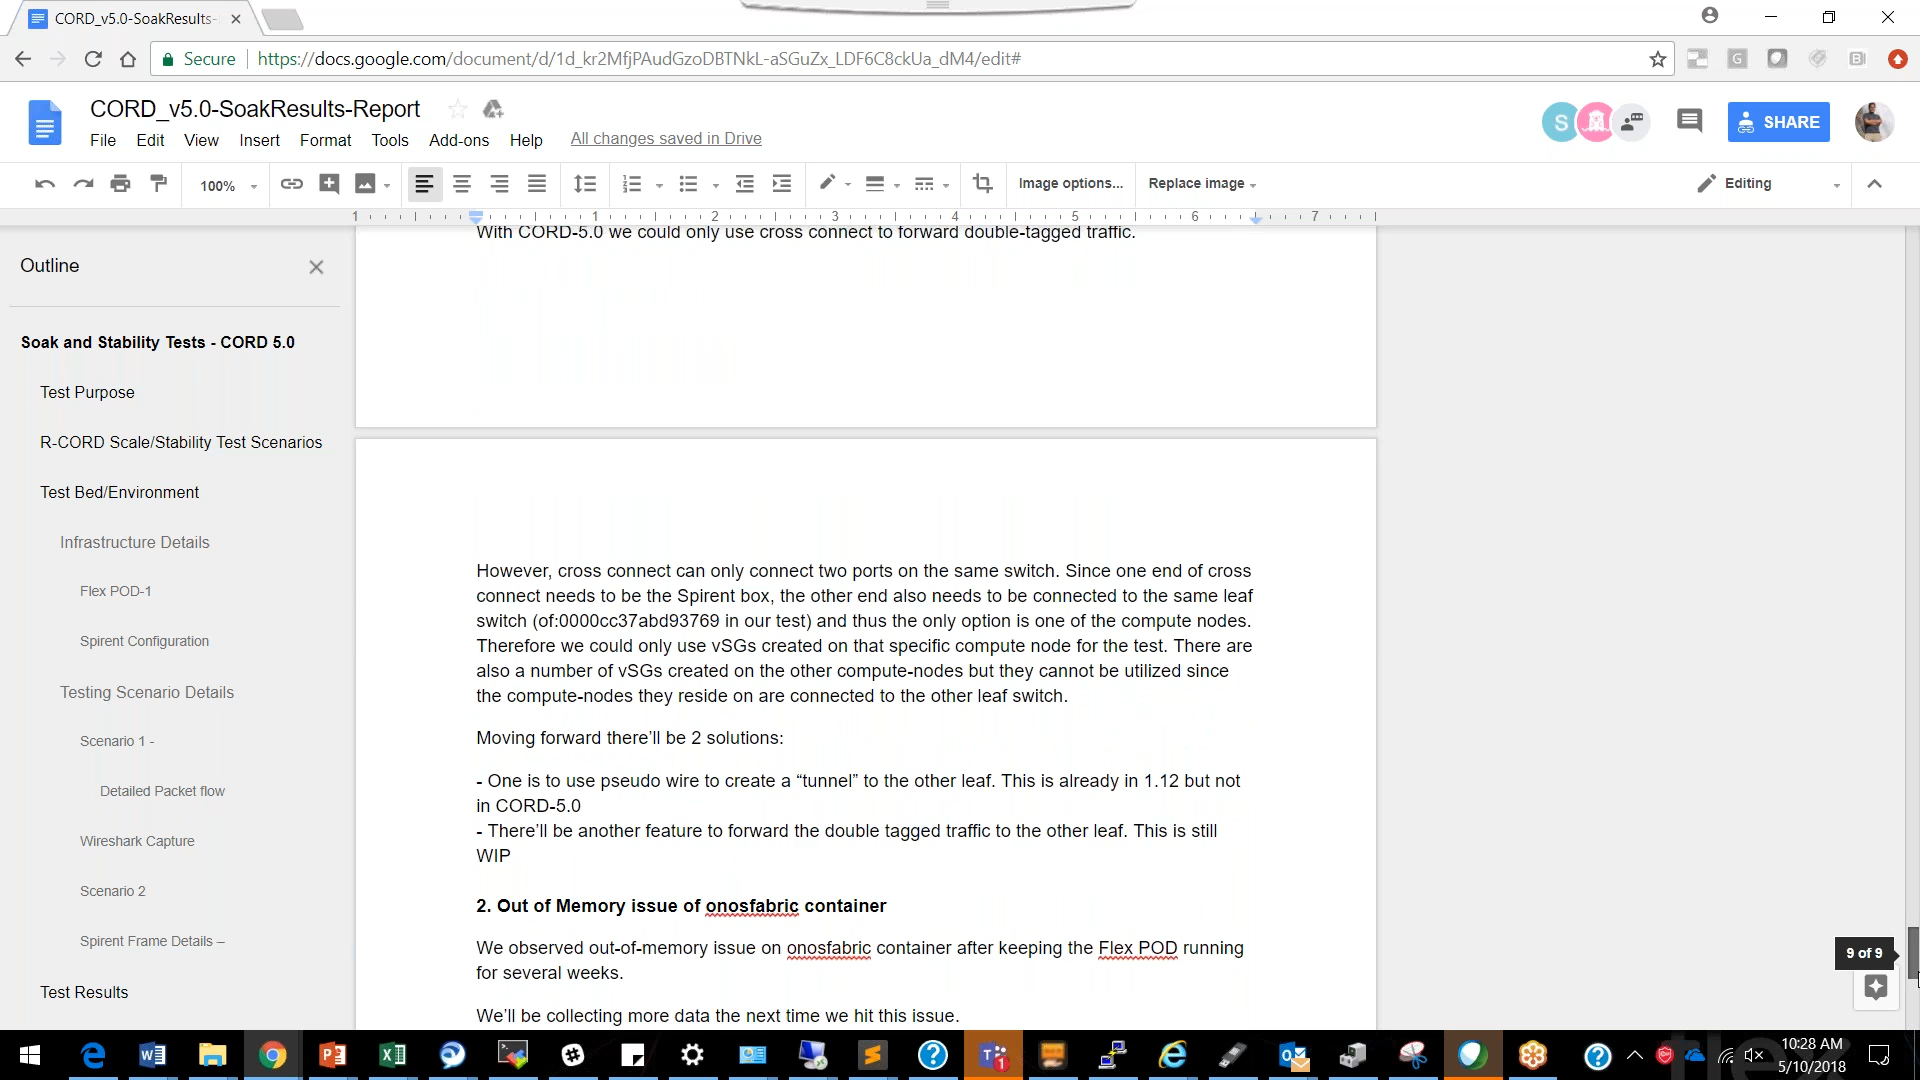 CORD_v5.0-SoakResults-
Secure
https://docs.google.com/document/d/1d_kr2MfjPAudGzoDBTNkL-aSGuZx_LDF6C8ckUa_dM4/edit#
CORD_v5.0-SoakResults-Report
File Edit View Insert Format Tools Add-ons Help All changes saved in Drive
S
SHARE
100%
Image options...
Replace image
Editing
1 1 2 3 4 5 6 7
Outline
Soak and Stability Tests - CORD 5.0
Test Purpose
R-CORD Scale/Stability Test Scenarios
Test Bed/Environment
Infrastructure Details
Flex POD-1
Spirent Configuration
Testing Scenario Details
Scenario 1 -
Detailed Packet flow
Wireshark Capture
Scenario 2
Spirent Frame Details –
Test Results
With CORD-5.0 we could only use cross connect to forward double-tagged traffic.
However, cross connect can only connect two ports on the same switch. Since one end of cross
connect needs to be the Spirent box, the other end also needs to be connected to the same leaf
switch (of:0000cc37abd93769 in our test) and thus the only option is one of the compute nodes.
Therefore we could only use vSGs created on that specific compute node for the test. There are
also a number of vSGs created on the other compute-nodes but they cannot be utilized since
the compute-nodes they reside on are connected to the other leaf switch.
Moving forward there'll be 2 solutions:
- One is to use pseudo wire to create a “tunnel” to the other leaf. This is already in 1.12 but not
in CORD-5.0
- There'll be another feature to forward the double tagged traffic to the other leaf. This is still
WIP
2. Out of Memory issue of onosfabric container
We observed out-of-memory issue on onosfabric container after keeping the Flex POD running
for several weeks.
We'll be collecting more data the next time we hit this issue.
9 of 9
10:28 AM
5/10/2018